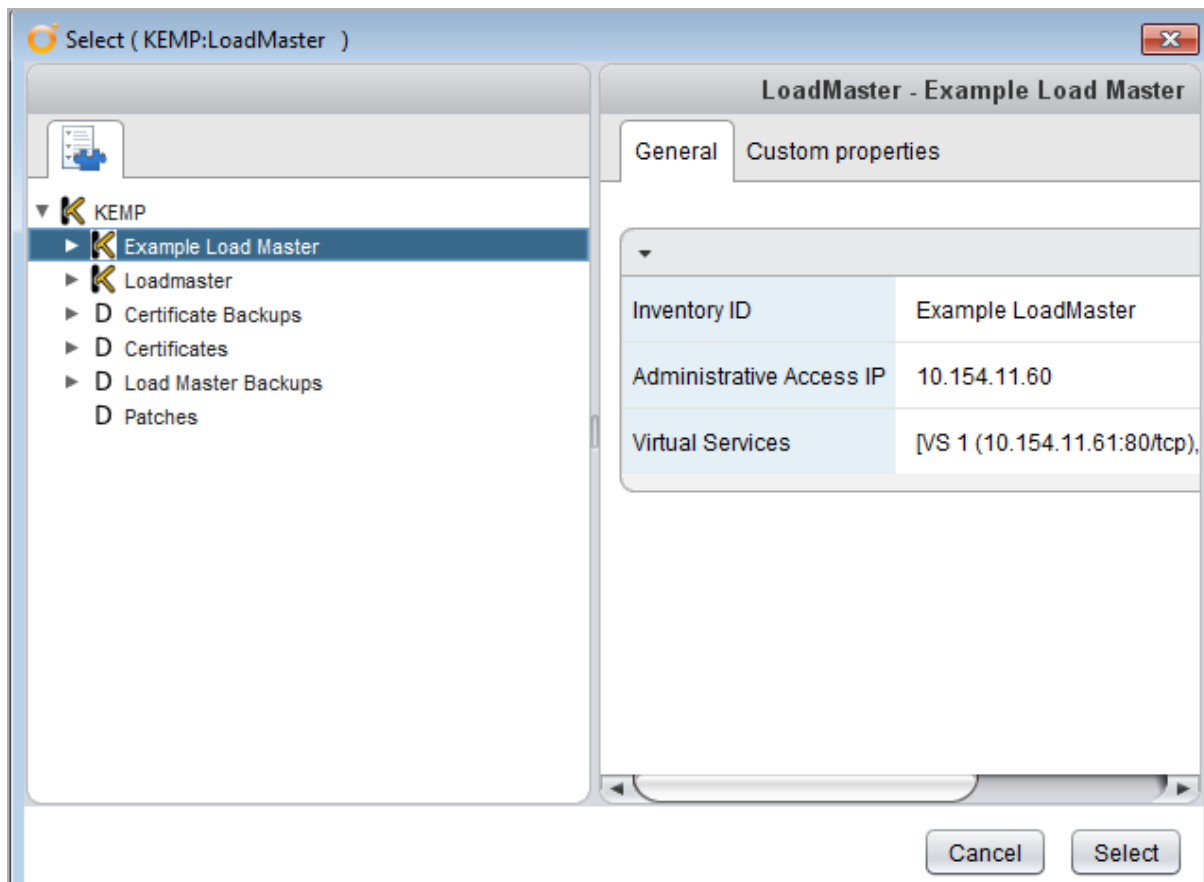 Select ( KEMP:LoadMaster )
LoadMaster - Example Load Master
General Custom properties
KEMP
Example Load Master
Loadmaster
D Certificate Backups
D Certificates
D Load Master Backups
D Patches
Inventory ID Example LoadMaster
Administrative Access IP 10.154.11.60
Virtual Services [VS 1 (10.154.11.61:80/tcp),
Cancel Select